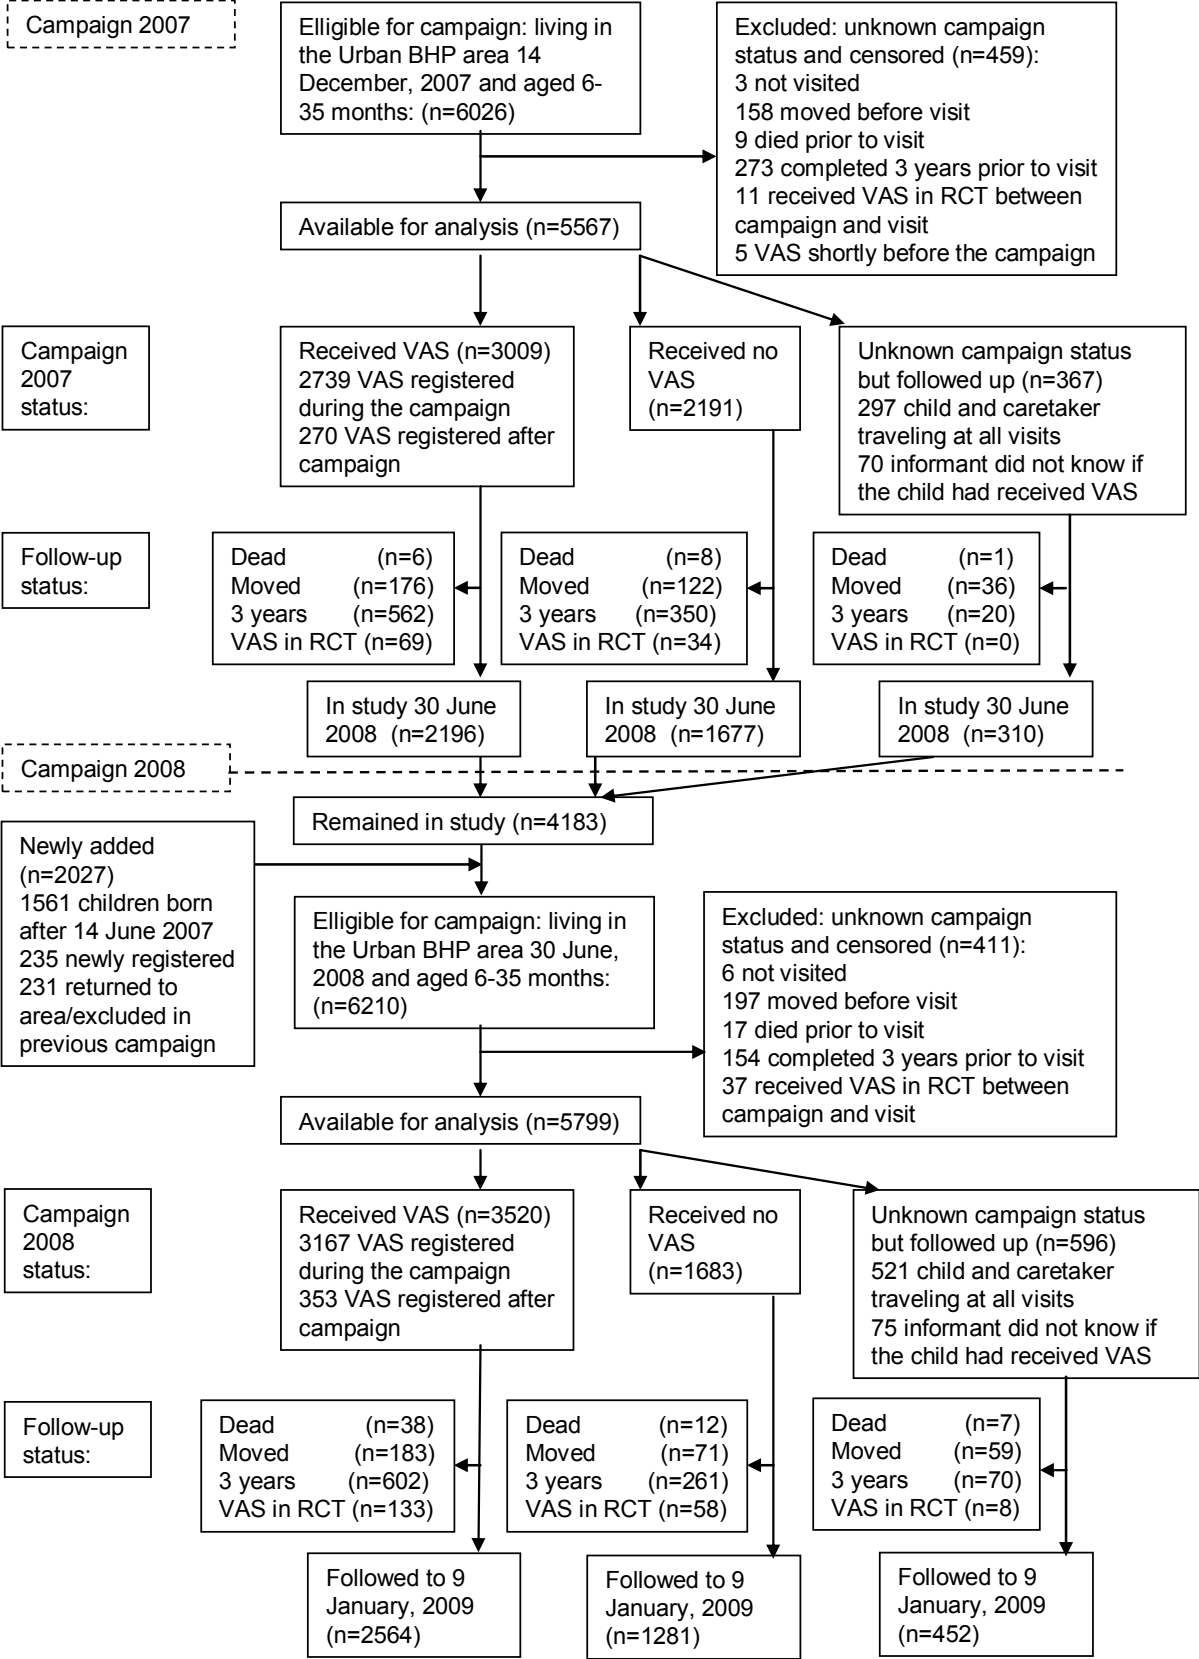 Campaign 2007
Elligible for campaign: living in
the Urban BHP area 14
December, 2007 and aged 6-
35 months: (n=6026)
Excluded: unknown campaign
status and censored (n=459):
3 not visited
158 moved before visit
9 died prior to visit
273 completed 3 years prior to visit
11 received VAS in RCT between
campaign and visit
5 VAS shortly before the campaign
Available for analysis (n=5567)
Campaign
2007
status:
Received VAS (n=3009)
2739 VAS registered
during the campaign
270 VAS registered after
campaign
Received no
VAS
(n=2191)
Unknown campaign status
but followed up (n=367)
297 child and caretaker
traveling at all visits
70 informant did not know if
the child had received VAS
Follow-up
status:
Dead (n=6)
Moved (n=176)
3 years (n=562)
VAS in RCT (n=69)
Dead (n=8)
Moved (n=122)
3 years (n=350)
VAS in RCT (n=34)
Dead (n=1)
Moved (n=36)
3 years (n=20)
VAS in RCT (n=0)
In study 30 June
2008 (n=2196)
In study 30 June
2008 (n=1677)
In study 30 June
2008 (n=310)
Campaign 2008
Remained in study (n=4183)
Newly added
(n=2027)
1561 children born
after 14 June 2007
235 newly registered
231 returned to
area/excluded in
previous campaign
Elligible for campaign: living in
the Urban BHP area 30 June,
2008 and aged 6-35 months:
(n=6210)
Excluded: unknown campaign
status and censored (n=411):
6 not visited
197 moved before visit
17 died prior to visit
154 completed 3 years prior to visit
37 received VAS in RCT between
campaign and visit
Available for analysis (n=5799)
Campaign
2008
status:
Received VAS (n=3520)
3167 VAS registered
during the campaign
353 VAS registered after
campaign
Received no
VAS
(n=1683)
Unknown campaign status
but followed up (n=596)
521 child and caretaker
traveling at all visits
75 informant did not know if
the child had received VAS
Follow-up
status:
Dead (n=38)
Moved (n=183)
3 years (n=602)
VAS in RCT (n=133)
Dead (n=12)
Moved (n=71)
3 years (n=261)
VAS in RCT (n=58)
Dead (n=7)
Moved (n=59)
3 years (n=70)
VAS in RCT (n=8)
Followed to 9
January, 2009
(n=2564)
Followed to 9
January, 2009
(n=1281)
Followed to 9
January, 2009
(n=452)